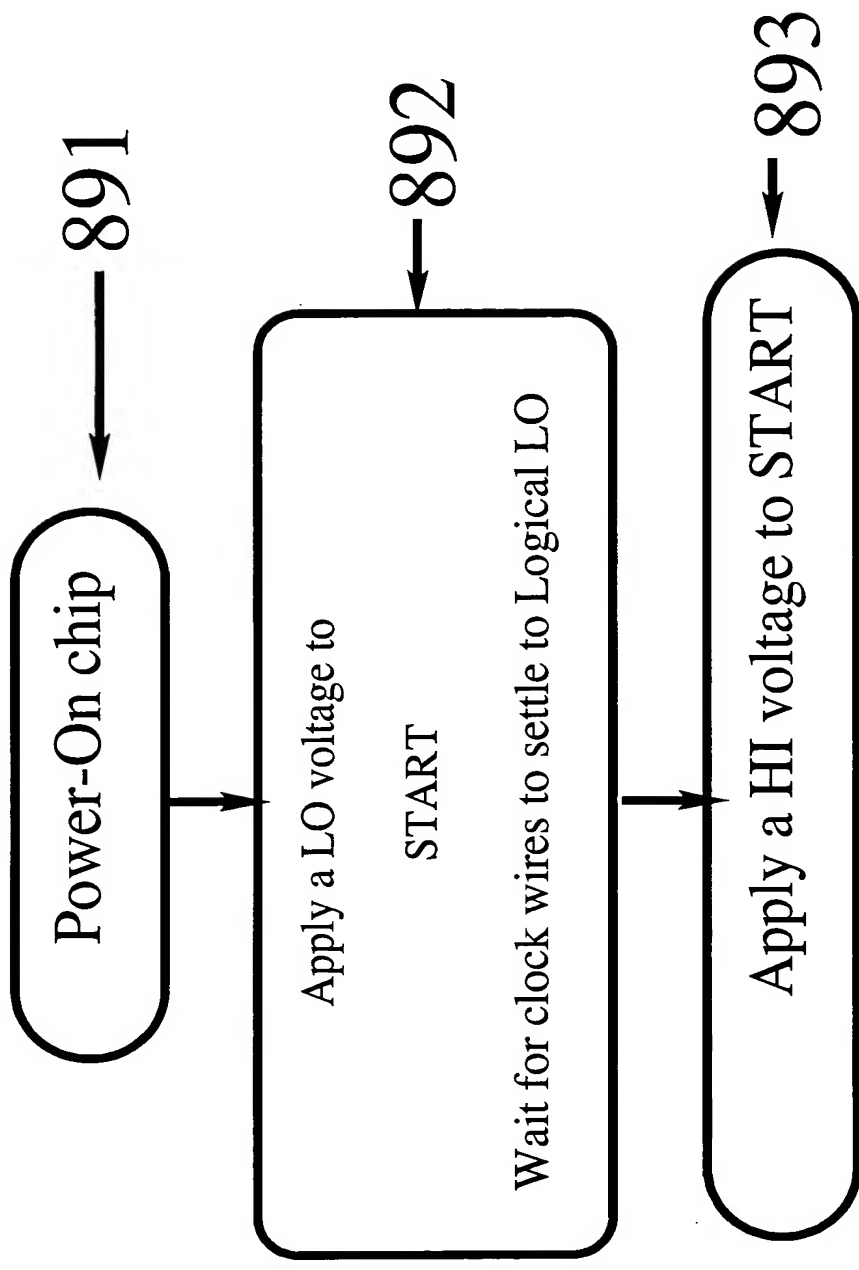 Power-On chip
891
Apply a LO voltage to
START
Wait for clock wires to settle to Logical LO
892
Apply a HI voltage to START
893